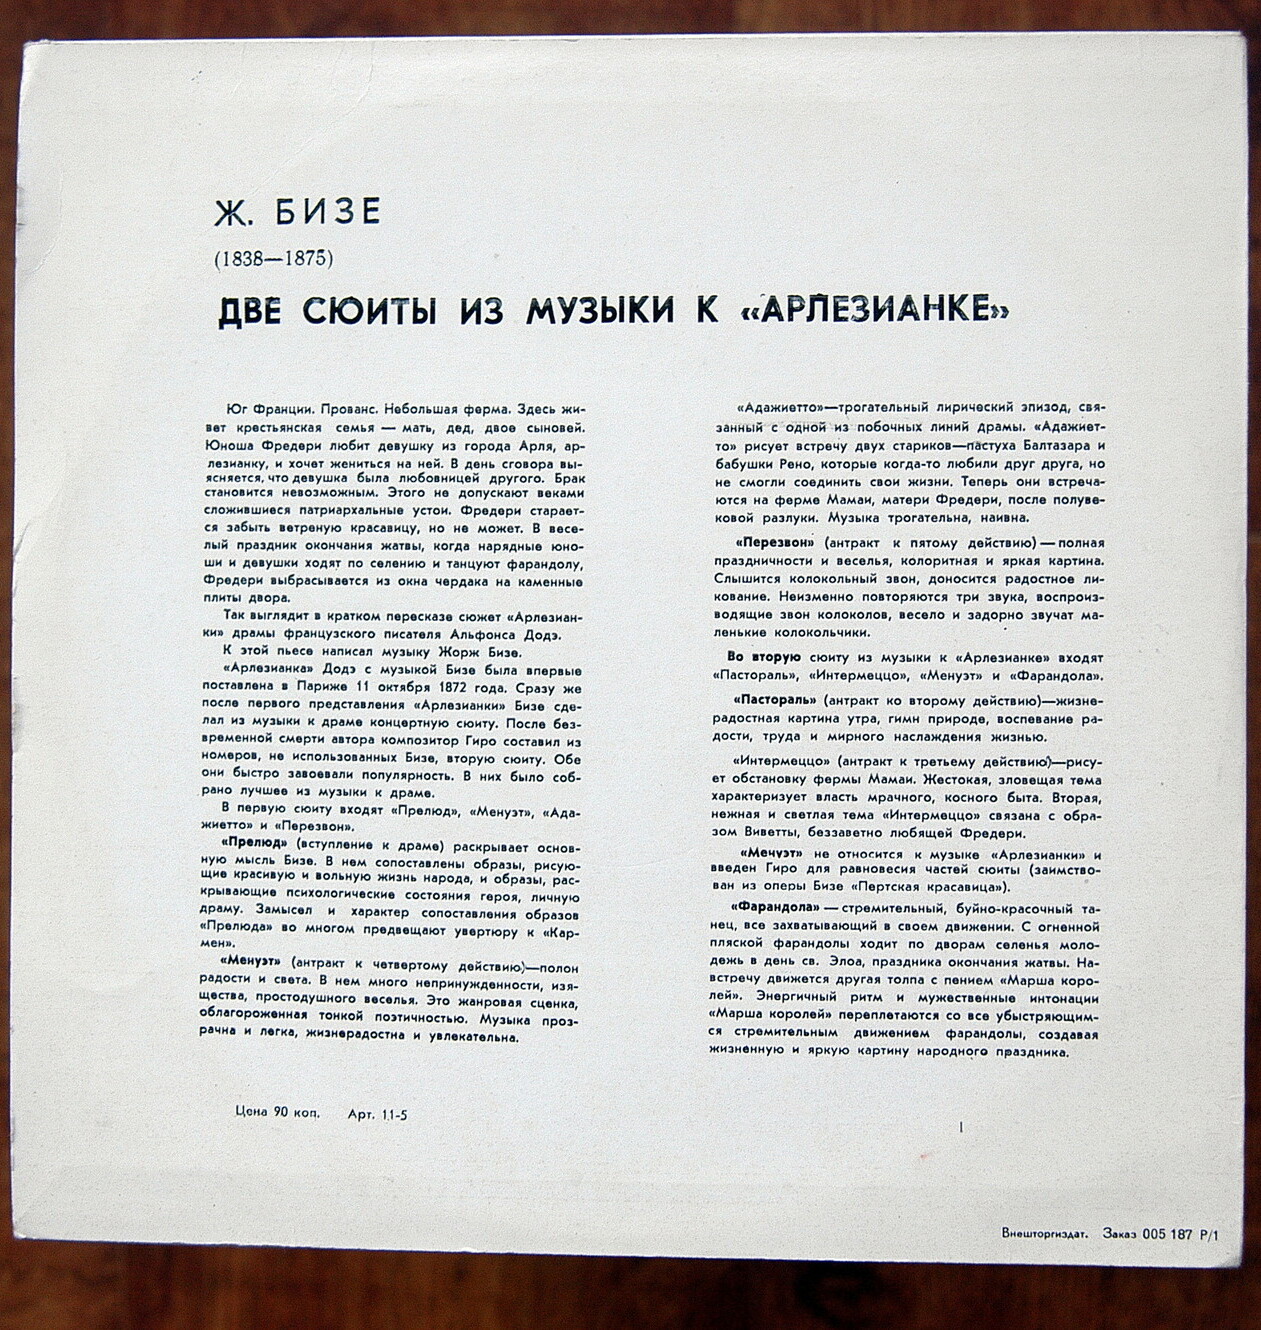 Ж. БИЗЕ
(1838—1875)
ДВЕ СЮИТЫ ИЗ МУЗЫКИ К «АРЛЕЗИАНКЕ»
Юг Франции. Прованс. Небольшая ферма. Здесь жи-
вет крестьянская семья — мать, дед, двое сыновей.
Юноша Фредери любит девушку из города Арля, ар-
лезианку, и хочет жениться на ней. В день сговора вы-
ясняется, что девушка была любовницей другого. Брак
становится невозможным. Этого не допускают веками
сложившиеся патриархальные устои. Фредери старает-
ся забыть ветреную красавицу, но не может. В весе-
лый праздник окончания жатвы, когда нарядные юно-
ши и девушки ходят по селению и танцуют фарандолу,
Фредери выбрасывается из окна чердака на каменные
плиты двора.
Так выглядит в кратком пересказе сюжет «Арлезиан-
ки» драмы французского писателя Альфонса Додэ.
К этой пьесе написал музыку Жорж Бизе.
«Арлезианка» Додэ с музыкой Бизе была впервые
поставлена в Париже 11 октября 1872 года. Сразу же
после первого представления «Арлезианки» Бизе сде-
лал из музыки к драме концертную сюиту. После без-
временной смерти автора композитор Гиро составил из
номеров, не использованных Бизе, вторую сюиту. Обе
они быстро завоевали популярность. В них было соб-
рано лучшее из музыки к драме.
В первую сюиту входят «Прелюд», «Менуэт», «Ада-
жиетто» и «Перезвон».
«Прелюд» (вступление к драме) раскрывает основ-
ную мысль Бизе. В нем сопоставлены образы, рисую-
щие красивую и вольную жизнь народа, и образы, рас-
крывающие психологические состояния героя, личную
драму. Замысел и характер сопоставления образов
«Прелюда» во многом предвещают увертюру к «Кар-
мен».
«Менуэт» (антракт к четвертому действию)—полон
радости и света. В нем много непринужденности, изя-
щества, простодушного веселья. Это жанровая сценка,
облагороженная тонкой поэтичностью. Музыка проз-
рачна и легка, жизнерадостна и увлекательна.
«Адажиетто»—трогательный лирический эпизод, свя-
занный с одной из побочных линий драмы. «Адажиет-
то» рисует встречу двух стариков—пастуха Балтазара и
бабушки Рено, которые когда-то любили друг друга, но
не смогли соединить свои жизни. Теперь они встреча-
ются на ферме Мамаи, матери Фредери, после полуве-
ковой разлуки. Музыка трогательна, наивна.
«Перезвон» (антракт к пятому действию) — полная
праздничности и веселья, колоритная и яркая картина.
Слышится колокольный звон, доносится радостное ли-
кование. Неизменно повторяются три звука, воспроиз-
водящие звон колоколов, весело и задорно звучат ма-
ленькие колокольчики.
Во вторую сюиту из музыки к «Арлезианке» входят
«Пастораль», «Интермеццо», «Менуэт» и «Фарандола».
«Пастораль» (антракт ко второму действию)—жизне-
радостная картина утра, гимн природе, воспевание ра-
дости, труда и мирного наслаждения жизнью.
«Интермеццо» (антракт к третьему действию)—рису-
ет обстановку фермы Мамаи. Жестокая, зловещая тема
характеризует власть мрачного, косного быта. Вторая,
нежная и светлая тема «Интермеццо» связана с обра-
зом Виветты, беззаветно любящей Фредери.
«Менуэт» не относится к музыке «Арлезианки» и
введен Гиро для равновесия частей сюиты (заимство-
ван из оперы Бизе «Пертская красавица»).
«Фарандола» — стремительный, буйно-красочный та-
нец, все захватывающий в своем движении. С огненной
пляской фарандолы ходит по дворам селенья моло-
дежь в день св. Элоа, праздника окончания жатвы. На-
встречу движется другая толпа с пением «Марша коро-
лей». Энергичный ритм и мужественные интонации
«Марша королей» переплетаются со все убыстряющим-
ся стремительным движением фарандолы, создавая
жизненную и яркую картину народного праздника.
Цена 90 коп. Арт. 11-5
Внешторгиздат. Заказ 005 187 Р/1